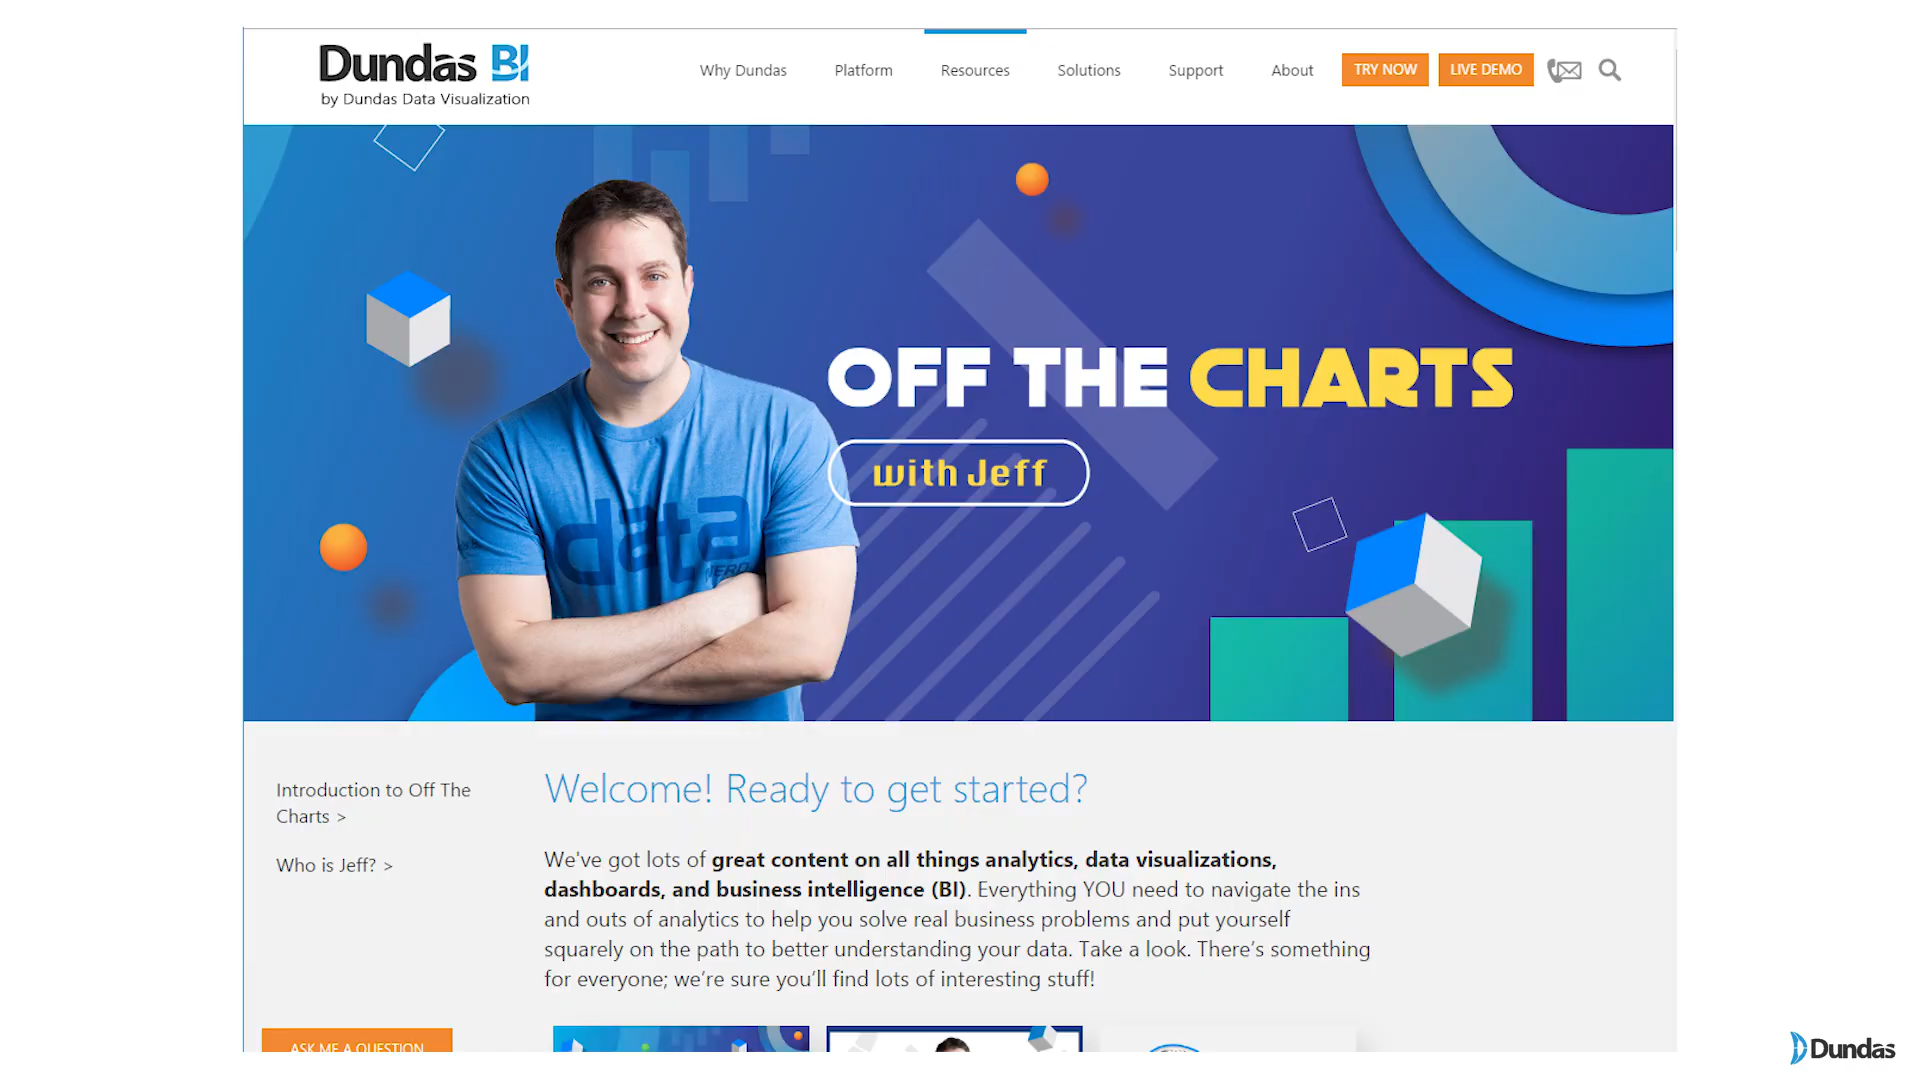 Dundas BI
by Dundas Data Visualization
Why Dundas
Platform
Resources
Solutions
Support
About
TRY NOW
LIVE DEMO
OFF THE CHARTS
with Jeff
data
NERD
Introduction to Off The
Charts >
Who is Jeff? >
Welcome! Ready to get started?
We've got lots of great content on all things analytics, data visualizations,
dashboards, and business intelligence (BI). Everything YOU need to navigate the ins
and outs of analytics to help you solve real business problems and put yourself
squarely on the path to better understanding your data. Take a look. There's something
for everyone; we're sure you'll find lots of interesting stuff!
ASK ME A QUESTION
Dundas